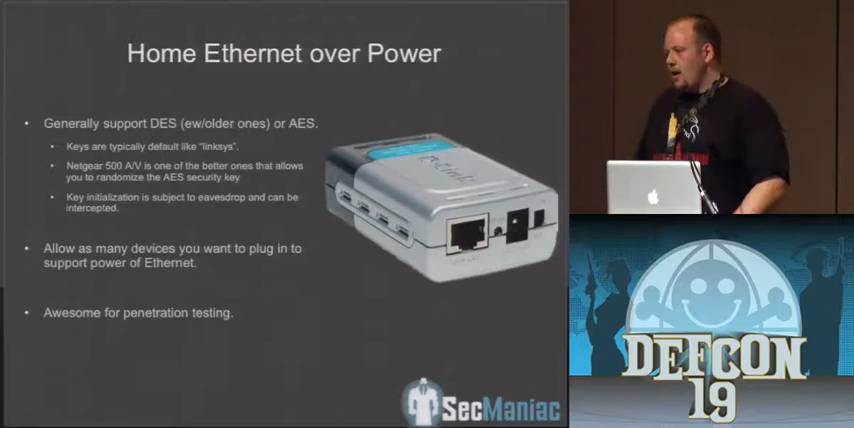 Home Ethernet over Power
• Generally support DES (ew/older ones) or AES.
• Keys are typically default like "linksys".
• Netgear 500 A/V is one of the better ones that allows
you to randomize the AES security key
• Key initialization is subject to eavesdrop and can be
intercepted.
• Allow as many devices you want to plug in to
support power of Ethernet.
• Awesome for penetration testing.
D-Link
SecManiac
DEFCON
19